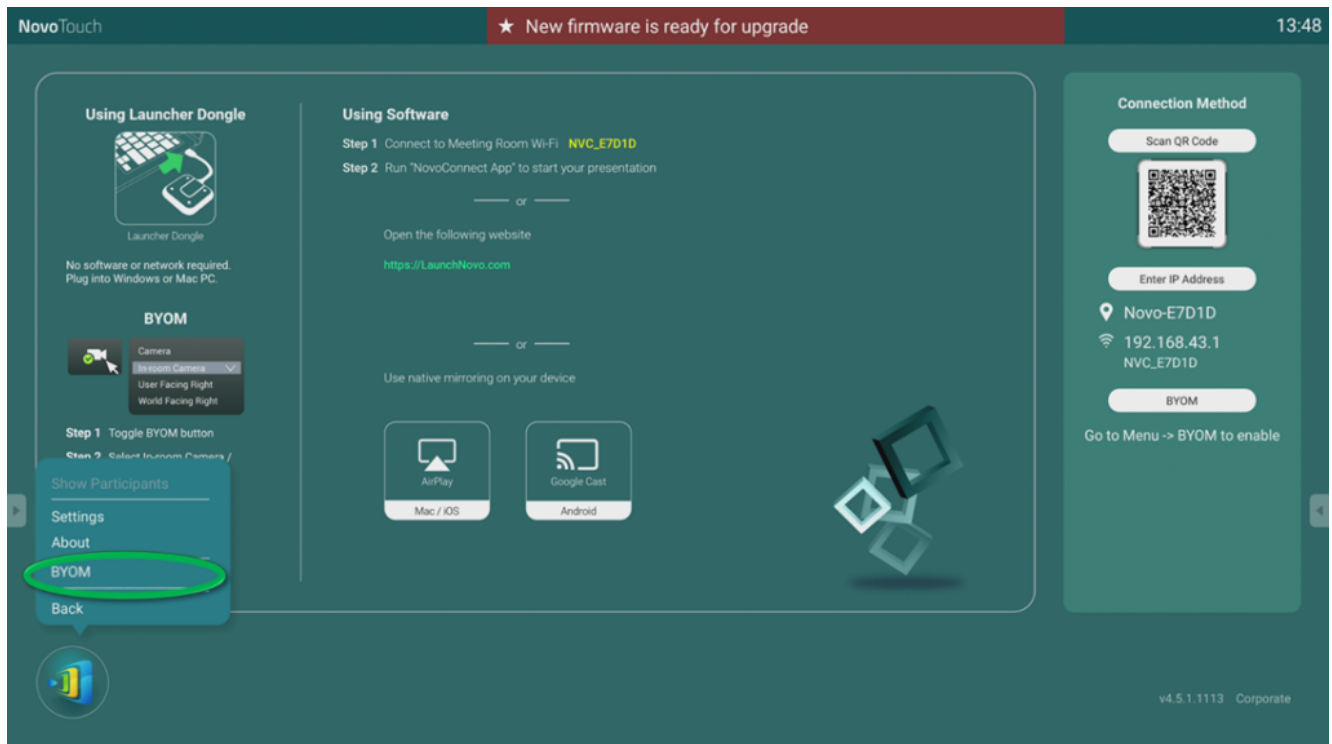 NovoTouch
★ New firmware is ready for upgrade
13:48
Using Launcher Dongle
Launcher Dongle
No software or network required.
Plug into Windows or Mac PC.
BYOM
Camera
In-room Camera
User Facing Right
World Facing Right
Step 1 Toggle BYOM button
Step 2 Select In-room Camera /
Show Participants
Settings
About
BYOM
Back
Using Software
Step 1 Connect to Meeting Room Wi-Fi NVC_E7D1D
Step 2 Run "NovoConnect App" to start your presentation
or
Open the following website
https://LaunchNovo.com
or
Use native mirroring on your device
AirPlay
Mac / iOS
Google Cast
Android
Connection Method
Scan QR Code
Enter IP Address
Novo-E7D1D
192.168.43.1
NVC_E7D1D
BYOM
Go to Menu -> BYOM to enable
v4.5.1.1113 Corporate